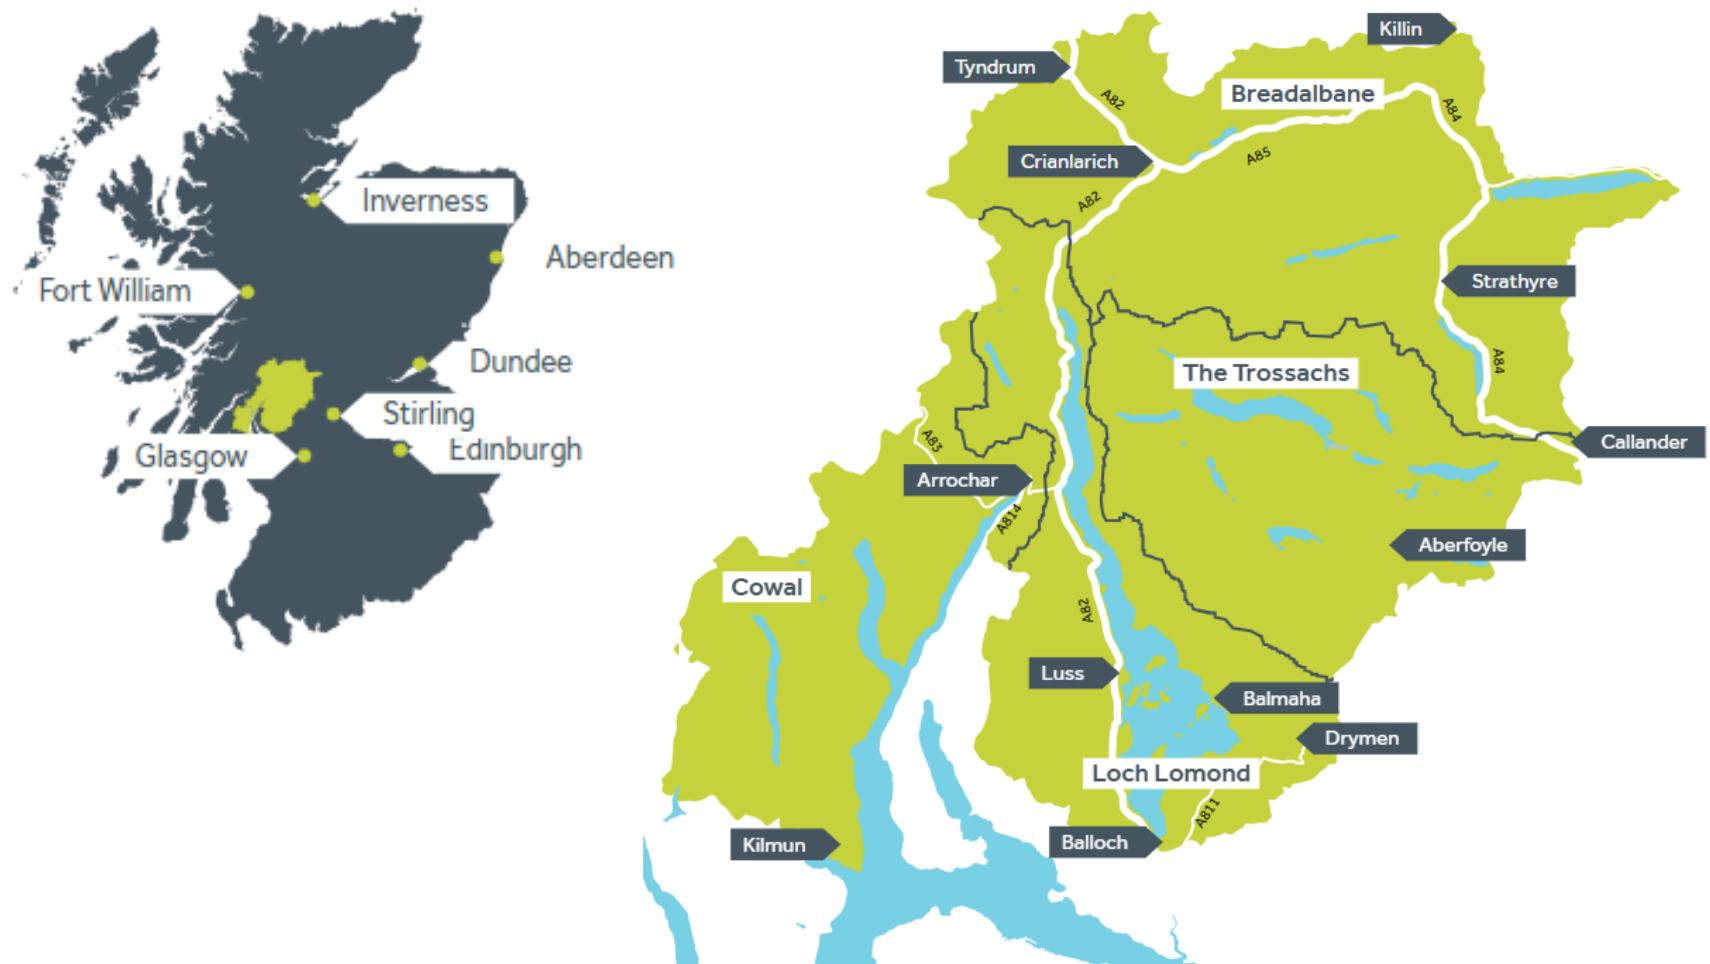 Inverness
Aberdeen
Fort William
Dundee
Stirling
Glasgow
Edinburgh
Killin
Tyndrum
Breadalbane
A82
A84
Crianlarich
A85
A82
Strathyre
The Trossachs
A84
A83
Callander
Arrochar
A814
Aberfoyle
Cowal
A82
Luss
Balmaha
Drymen
Loch Lomond
A811
Balloch
Kilmun